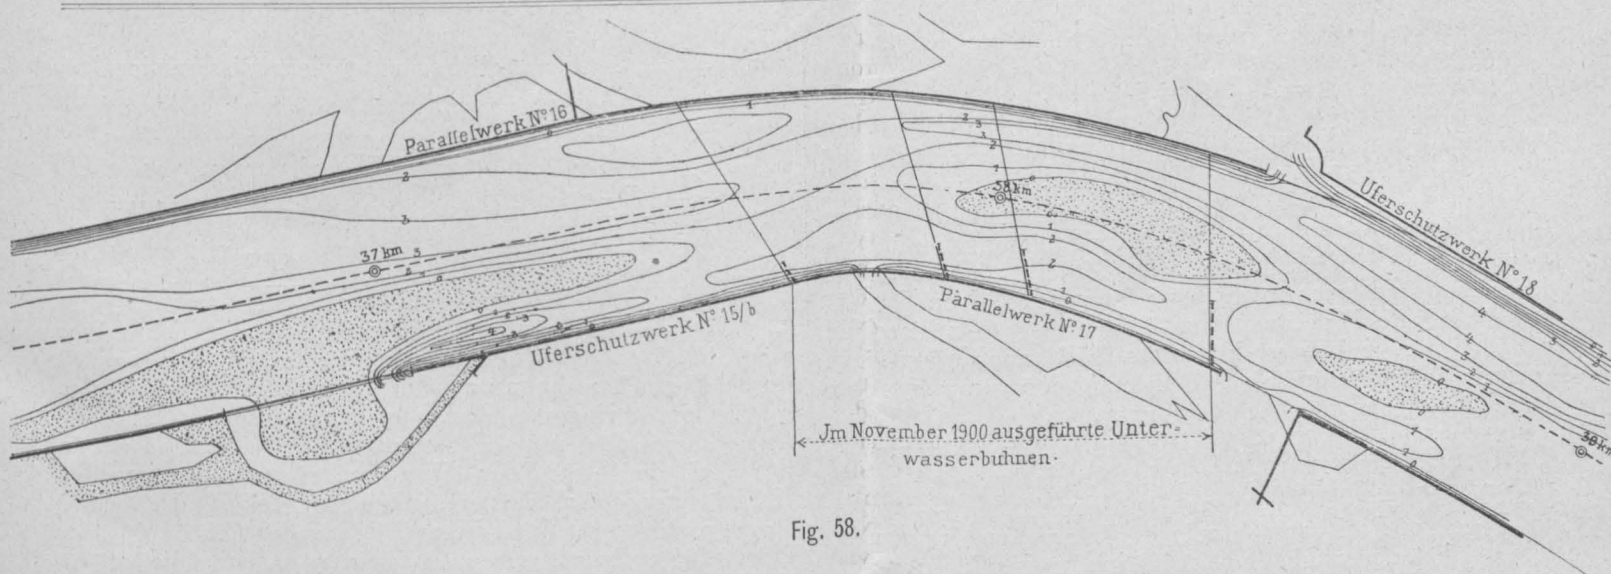 Parallelwerk No 16
37 km
38 km
Uferschutzwerk No 18
Uferschutzwerk No 15/b
Parallelwerk No 17
Jm November 1900 ausgeführte Unter-
wasserbuhnen.
Fig. 58.